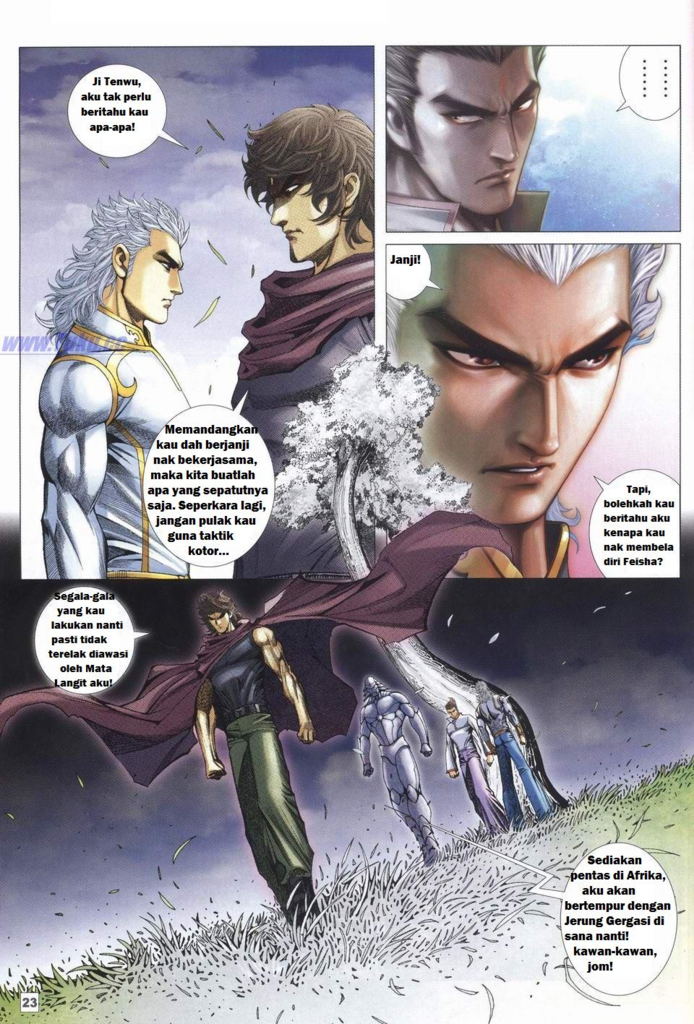 Ji Tenwu,
aku tak perlu
beritahu kau
apa-apa!
Memandangkan
kau dah berjanji
nak bekerjasama,
maka kita buatlah
apa yang sepatutnya
saja. Seperkara lagi,
jangan pulak kau
guna taktik
kotor...
Janji!
Tapi,
bolehkah kau
beritahu aku
kenapa kau
nak membela
diri Feisha?
Segala-gala
yang kau
lakukan nanti
pasti tidak
terelak diawasi
oleh Mata
Langit aku!
Sediakan
pentas di Afrika,
aku akan
bertempur dengan
Jerung Gergasi di
sana nanti!
kawan-kawan,
jom!
23